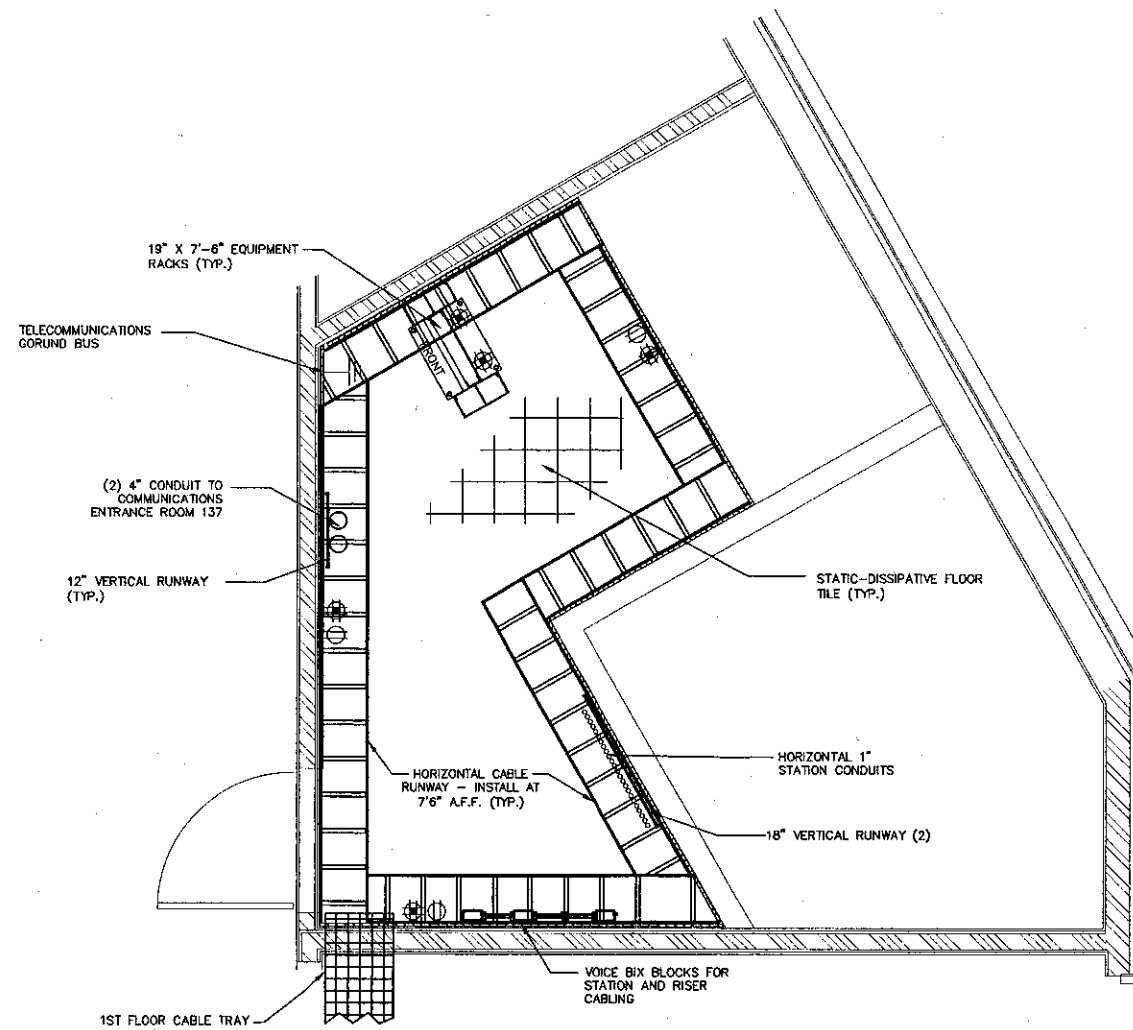 19" X 7'-6" EQUIPMENT
RACKS (TYP.)
TELECOMMUNICATIONS
GORUND BUS
FRONT
(2) 4" CONDUIT TO
COMMUNICATIONS
ENTRANCE ROOM 137
12" VERTICAL RUNWAY
(TYP.)
STATIC-DISSIPATIVE FLOOR
TILE (TYP.)
HORIZONTAL CABLE
RUNWAY - INSTALL AT
7'6" A.F.F. (TYP.)
HORIZONTAL 1"
STATION CONDUITS
18" VERTICAL RUNWAY (2)
VOICE BIX BLOCKS FOR
STATION AND RISER
CABLING
1ST FLOOR CABLE TRAY